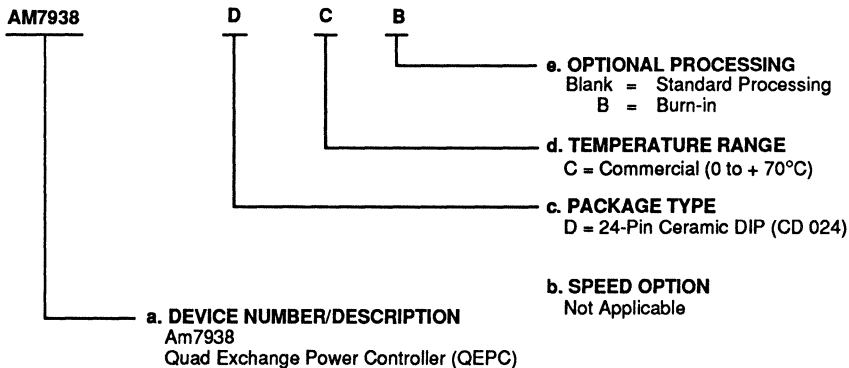 AM7938 D C B
e. OPTIONAL PROCESSING
Blank = Standard Processing
B = Burn-in
d. TEMPERATURE RANGE
C = Commercial (0 to + 70°C)
c. PACKAGE TYPE
D = 24-Pin Ceramic DIP (CD 024)
b. SPEED OPTION
Not Applicable
a. DEVICE NUMBER/DESCRIPTION
Am7938
Quad Exchange Power Controller (QEPC)